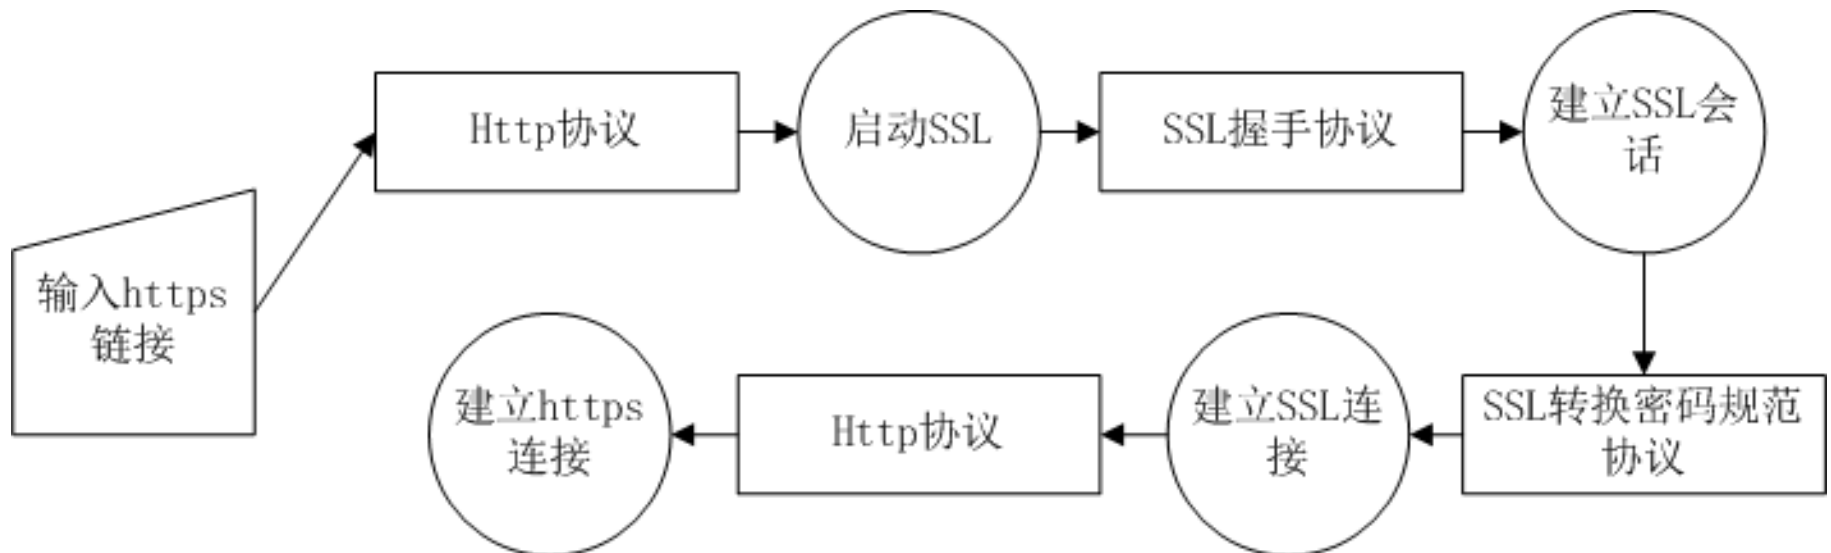 Http协议
启动SSL
SSL握手协议
建立SSL会
话
输入https
链接
建立https
连接
Http协议
建立SSL连
接
SSL转换密码规范
协议